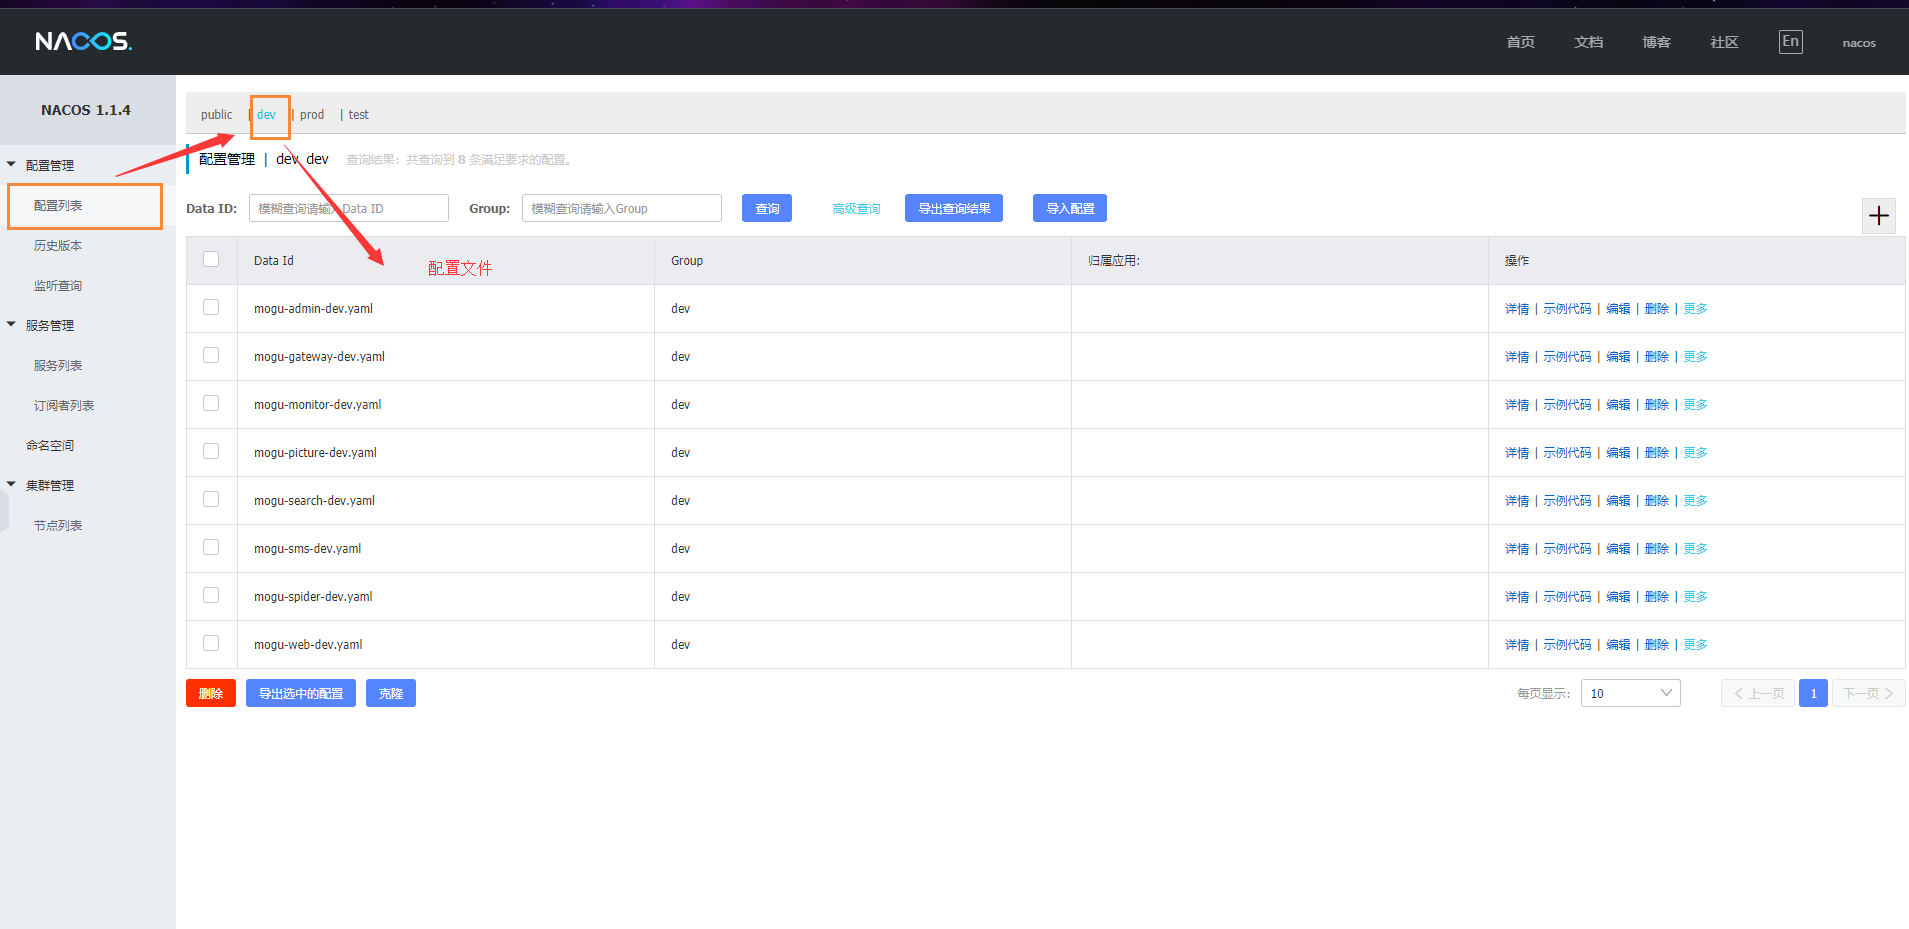 NACOS.
首页 文档 博客 社区 En nacos
NACOS 1.1.4
配置管理
配置列表
历史版本
监听查询
服务管理
服务列表
订阅者列表
命名空间
集群管理
节点列表
public | dev | prod | test
配置管理 | dev dev 查询结果：共查询到 8 条满足要求的配置。
Data ID: 模糊查询请输入Data ID Group: 模糊查询请输入Group 查询 高级查询 导出查询结果 导入配置
Data Id 配置文件 Group 归属应用: 操作
mogu-admin-dev.yaml dev 详情 | 示例代码 | 编辑 | 删除 | 更多
mogu-gateway-dev.yaml dev 详情 | 示例代码 | 编辑 | 删除 | 更多
mogu-monitor-dev.yaml dev 详情 | 示例代码 | 编辑 | 删除 | 更多
mogu-picture-dev.yaml dev 详情 | 示例代码 | 编辑 | 删除 | 更多
mogu-search-dev.yaml dev 详情 | 示例代码 | 编辑 | 删除 | 更多
mogu-sms-dev.yaml dev 详情 | 示例代码 | 编辑 | 删除 | 更多
mogu-spider-dev.yaml dev 详情 | 示例代码 | 编辑 | 删除 | 更多
mogu-web-dev.yaml dev 详情 | 示例代码 | 编辑 | 删除 | 更多
删除 导出选中的配置 克隆 每页显示: 10 上一页 1 下一页